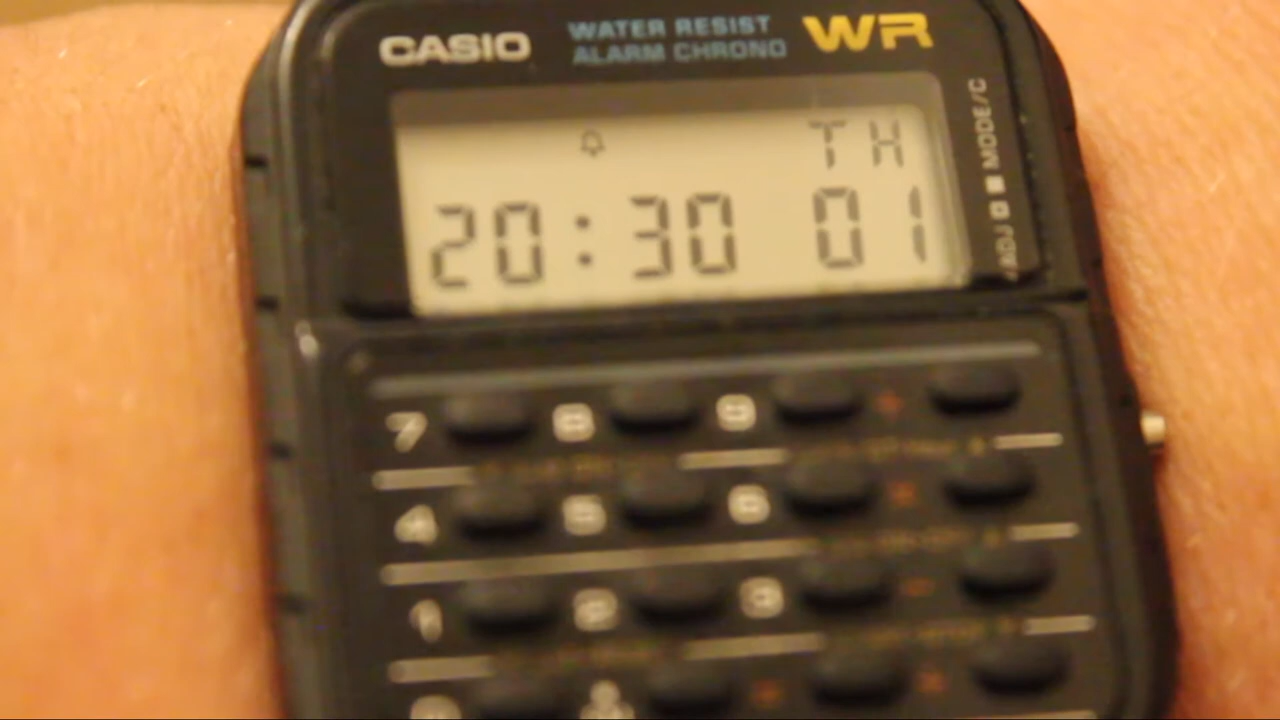 CASIO WATER RESIST WR
ALARM CHRONO
TH
20:30 01
ADJ MODE/C
7 8 9 +
4 5 6 ×
1 2 3 -